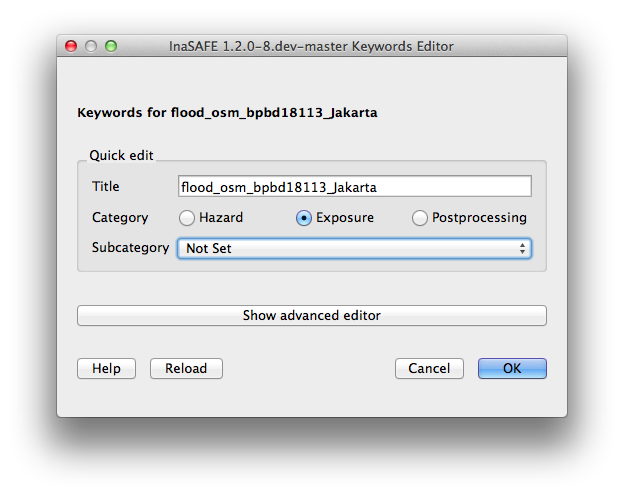 InaSAFE 1.2.0-8.dev-master Keywords Editor
Keywords for flood_osm_bpbd18113_Jakarta
Quick edit
Title flood_osm_bpbd18113_Jakarta
Category Hazard Exposure Postprocessing
Subcategory Not Set
Show advanced editor
Help Reload Cancel OK